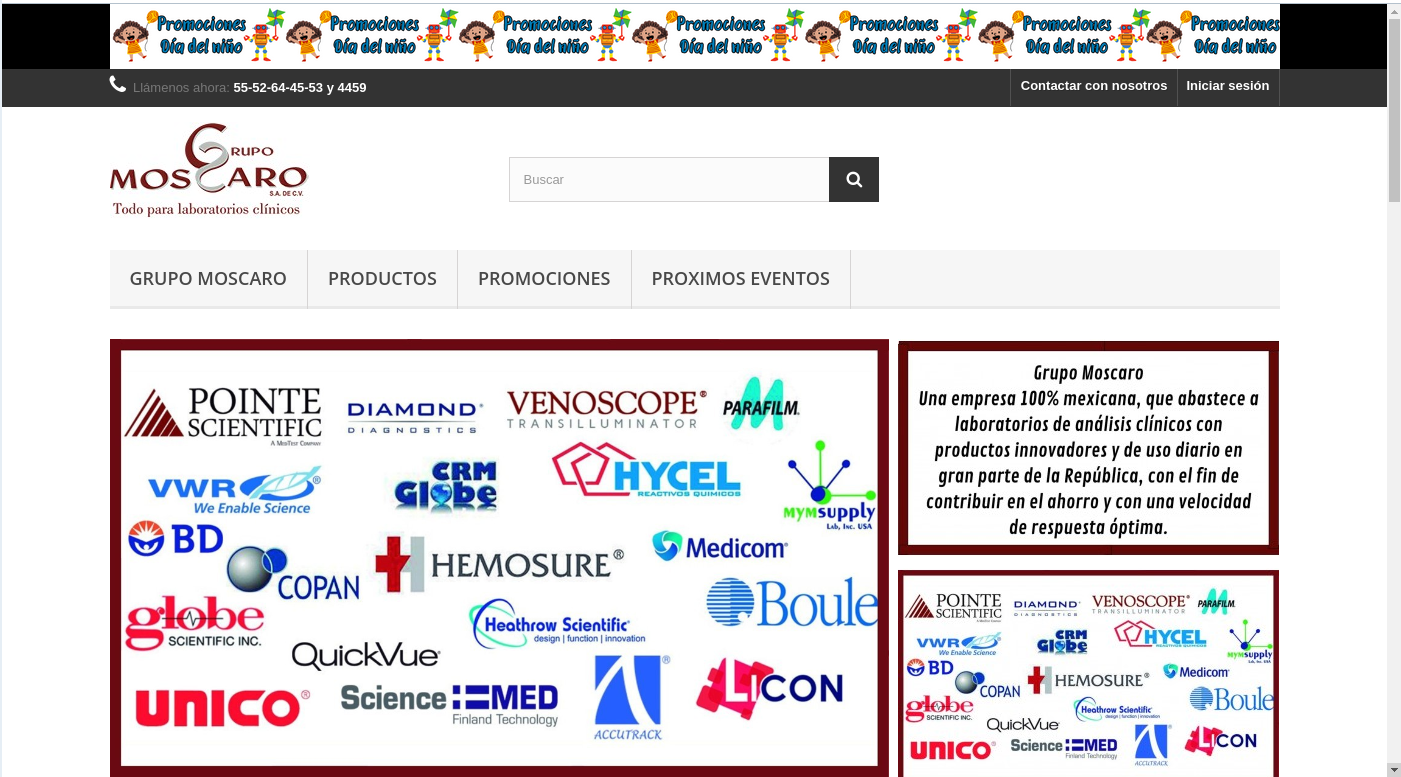 Promociones Promociones Promociones Promociones Promociones Promociones Promociones
Día del niño Día del niño Día del niño Día del niño Día del niño Día del niño Día del niño
Llámenos ahora: 55-52-64-45-53 y 4459
Contactar con nosotros
Iniciar sesión
GRUPO
MOSCARO
S.A. DE C.V.
Todo para laboratorios clínicos
Buscar
GRUPO MOSCARO
PRODUCTOS
PROMOCIONES
PROXIMOS EVENTOS
POINTE
SCIENTIFIC
A MedTest Company
DIAMOND®
DIAGNOSTICS
VENOSCOPE®
TRANSILLUMINATOR
PARAFILM®
VWR
We Enable Science®
CRM
Globe
HYCEL
REACTIVOS QUIMICOS
MYMsupply
Lab, Inc. USA
BD
COPAN
HEMOSURE®
Medicom®
globe
SCIENTIFIC INC.
Heathrow Scientific®
design | function | innovation
Boule
QuickVue®
UNICO®
Science MED
Finland Technology
ACCUTRACK®
LICON
Grupo Moscaro
Una empresa 100% mexicana, que abastece a
laboratorios de análisis clínicos con
productos innovadores y de uso diario en
gran parte de la República, con el fin de
contribuir en el ahorro y con una velocidad
de respuesta óptima.
POINTE
SCIENTIFIC
DIAMOND®
DIAGNOSTICS
VENOSCOPE®
TRANSILLUMINATOR
PARAFILM®
VWR
We Enable Science®
CRM
Globe
HYCEL
REACTIVOS QUIMICOS
MYMsupply
Lab, Inc. USA
BD
COPAN
HEMOSURE®
Medicom®
globe
SCIENTIFIC INC.
Heathrow Scientific®
design | function | innovation
Boule
QuickVue®
UNICO®
Science MED
Finland Technology
ACCUTRACK®
LICON